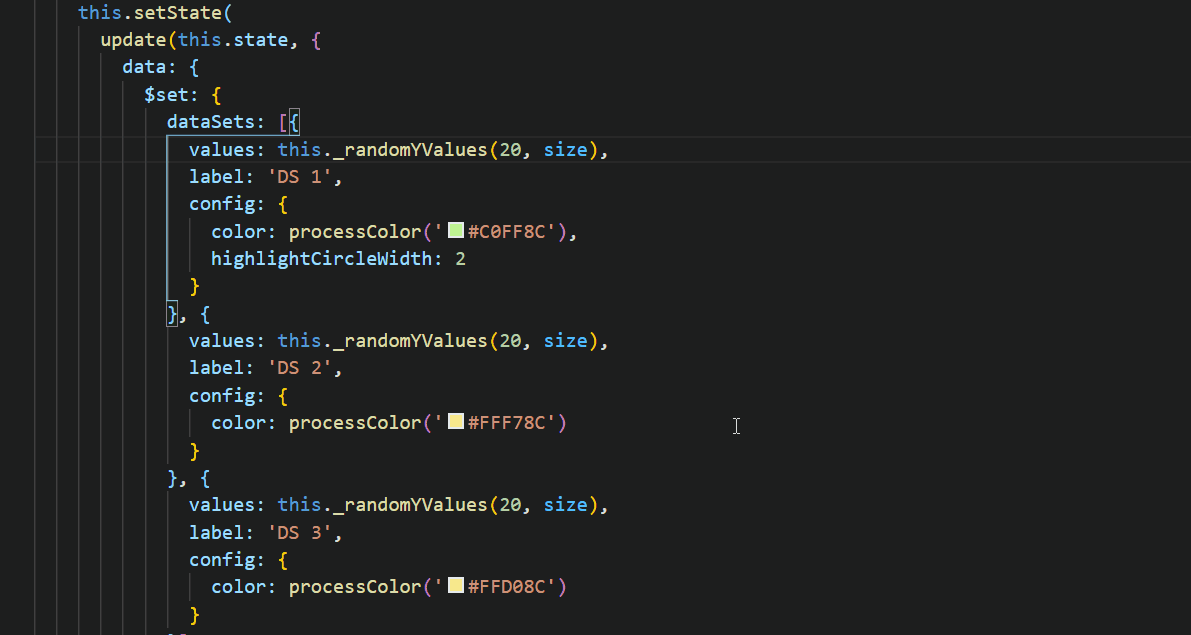 this.setState(
update(this.state, {
data: {
$set: {
dataSets: [{
values: this._randomYValues(20, size),
label: 'DS 1',
config: {
color: processColor('#C0FF8C'),
highlightCircleWidth: 2
}
}, {
values: this._randomYValues(20, size),
label: 'DS 2',
config: {
color: processColor('#FFF78C')
}
}, {
values: this._randomYValues(20, size),
label: 'DS 3',
config: {
color: processColor('#FFD08C')
}